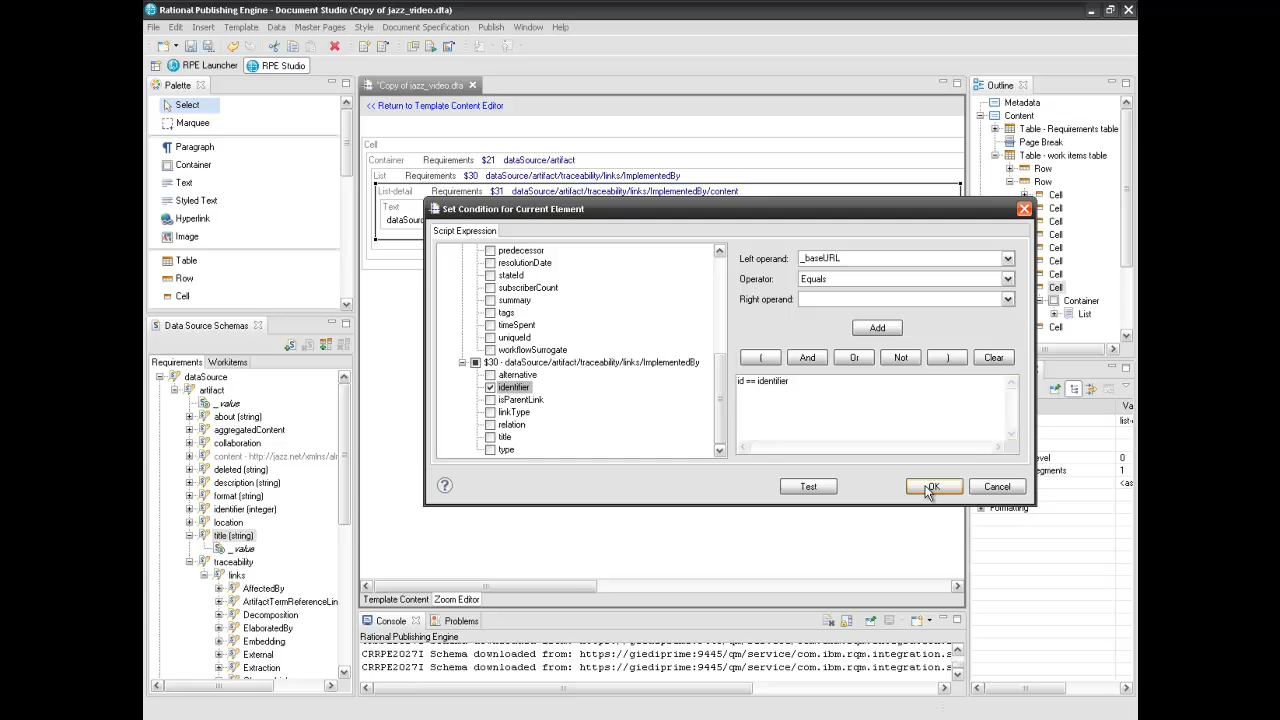 Rational Publishing Engine - Document Studio (Copy of jazz_video.dta)
File Edit Insert Template Data Master Pages Style Document Specification Publish Window Help
RPE Launcher RPE Studio
Palette
Select
Marquee
Paragraph
Container
Text
Styled Text
Hyperlink
Image
Table
Row
Cell
Data Source Schemas
Requirements Workitems
dataSource
artifact
_value
about (string)
aggregatedContent
collaboration
content - http://jazz.net/xmlns/alm
deleted (string)
description (string)
format (string)
identifier (integer)
location
title (string)
_value
traceability
links
AffectedBy
ArtifactTermReferenceLin
Decomposition
ElaboratedBy
Embedding
External
Extraction
*Copy of jazz_video.dta
<< Return to Template Content Editor
Cell
Container Requirements $21 dataSource/artifact
List Requirements $30 dataSource/artifact/traceability/links/ImplementedBy
List-detail Requirements $31 dataSource/artifact/traceability/links/ImplementedBy/content
Text
dataSourc
Set Condition for Current Element
Script Expression
predecessor
resolutionDate
stateId
subscriberCount
summary
tags
timeSpent
uniqueId
workflowSurrogate
$30 - dataSource/artifact/traceability/links/ImplementedBy
alternative
identifier
isParentLink
linkType
relation
title
type
Left operand: _baseURL
Operator: Equals
Right operand:
Add
( And Or Not ) Clear
id == identifier
? Test OK Cancel
Template Content Zoom Editor
Console Problems
Rational Publishing Engine
CRRPE2027I Schema downloaded from: https://giediprime:9445/qm/service/com.ibm.rqm.integration.s
CRRPE2027I Schema downloaded from: https://giediprime:9445/qm/service/com.ibm.rqm.integration.s
Outline
Metadata
Content
Table - Requirements table
Page Break
Table - work items table
Row
Row
Cell
Cell
Cell
Cell
Cell
Cell
Cell
Cell
Container
List
Cell
Va
list-
evel 0
egments 1
<as
Formatting